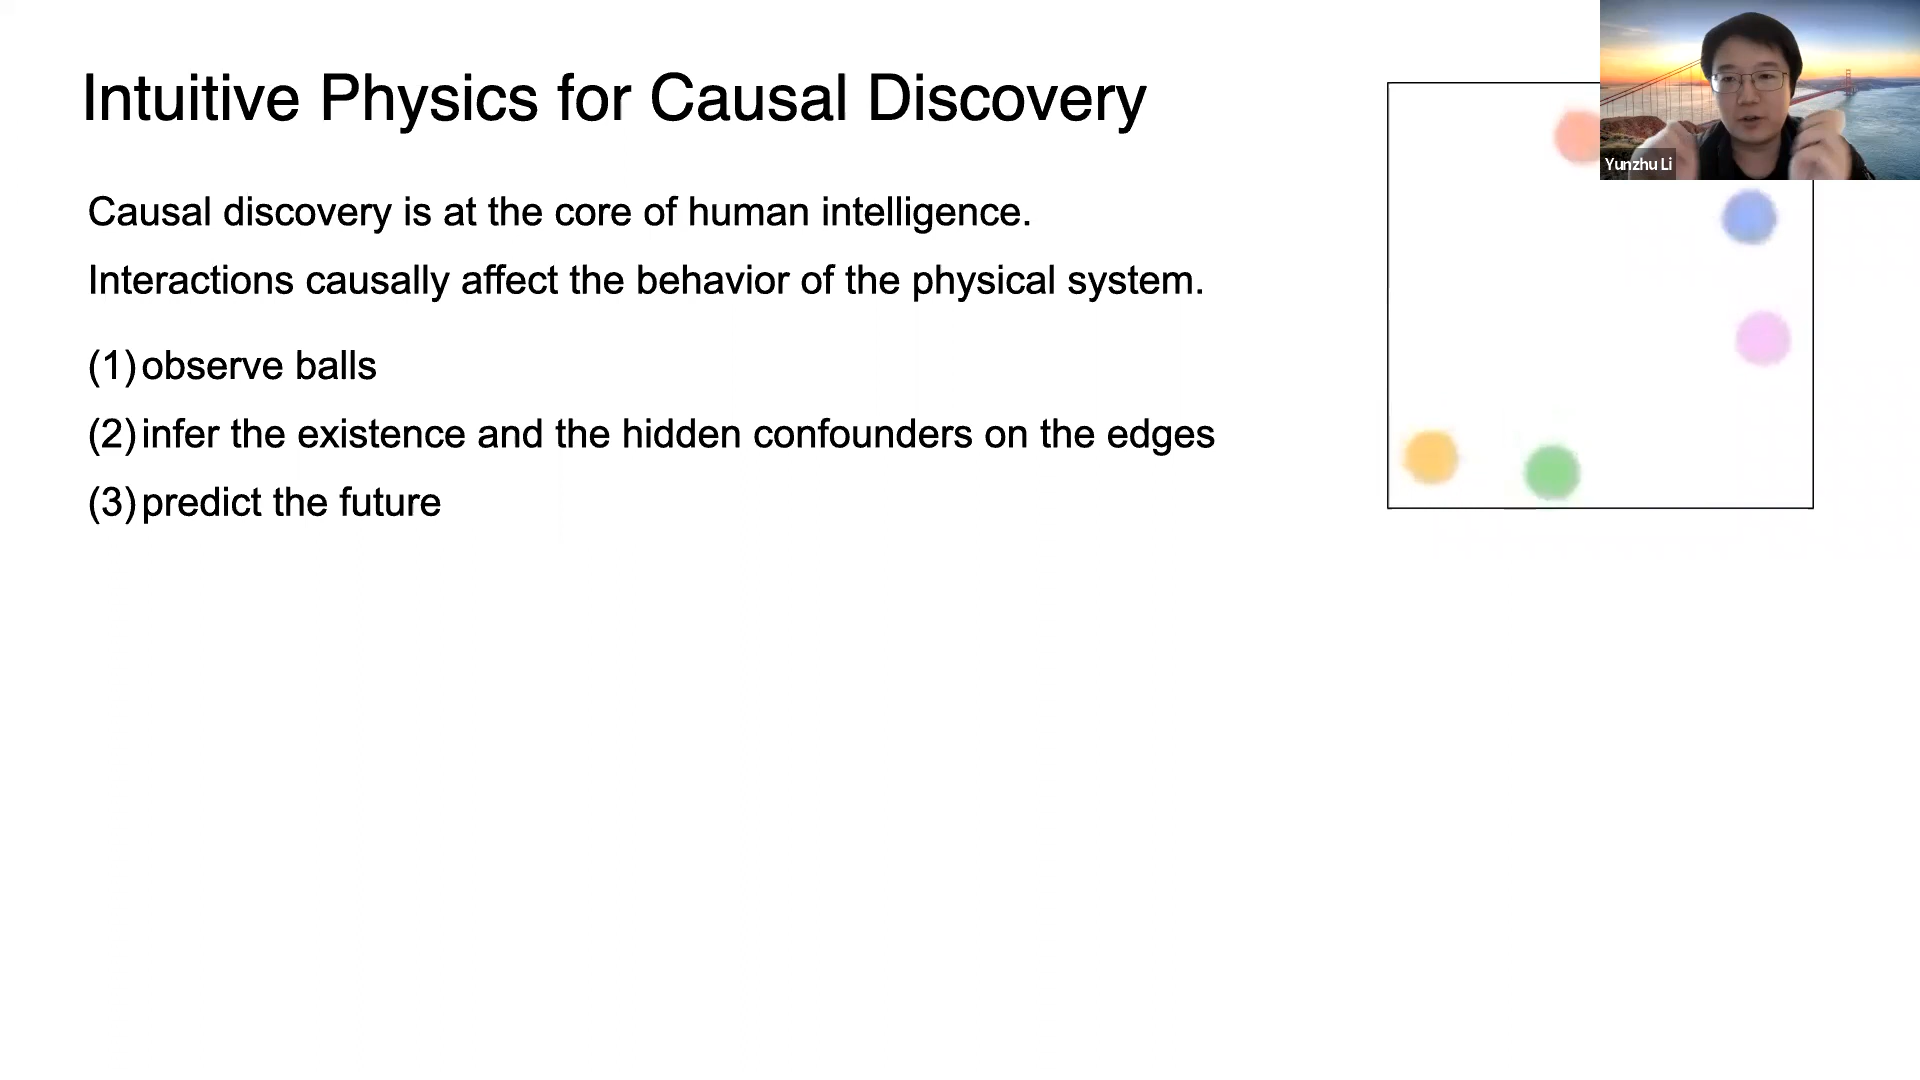 Intuitive Physics for Causal Discovery
Yunzhu Li
Causal discovery is at the core of human intelligence.
Interactions causally affect the behavior of the physical system.
(1) observe balls
(2) infer the existence and the hidden confounders on the edges
(3) predict the future